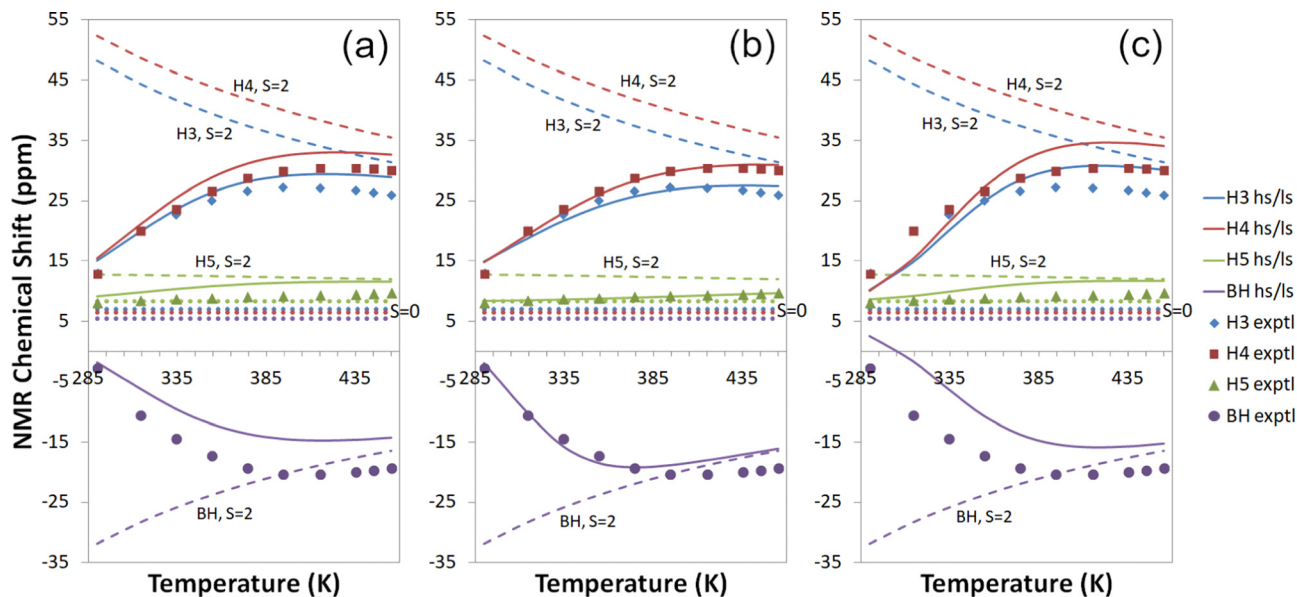 (a)
(b)
(c)
NMR Chemical Shift (ppm)
55
45
35
25
15
5
-5
-15
-25
-35
285
335
385
435
H4, S=2
H3, S=2
H5, S=2
BH, S=2
Temperature (K)
55
45
35
25
15
5
-5
-15
-25
-35
285
335
385
435
H4, S=2
H3, S=2
H5, S=2
S=0
BH, S=2
Temperature (K)
55
45
35
25
15
5
-5
-15
-25
-35
285
335
385
435
H4, S=2
H3, S=2
H5, S=2
S=0
BH, S=2
Temperature (K)
H3 hs/ls
H4 hs/ls
H5 hs/ls
BH hs/ls
H3 exptl
H4 exptl
H5 exptl
BH exptl